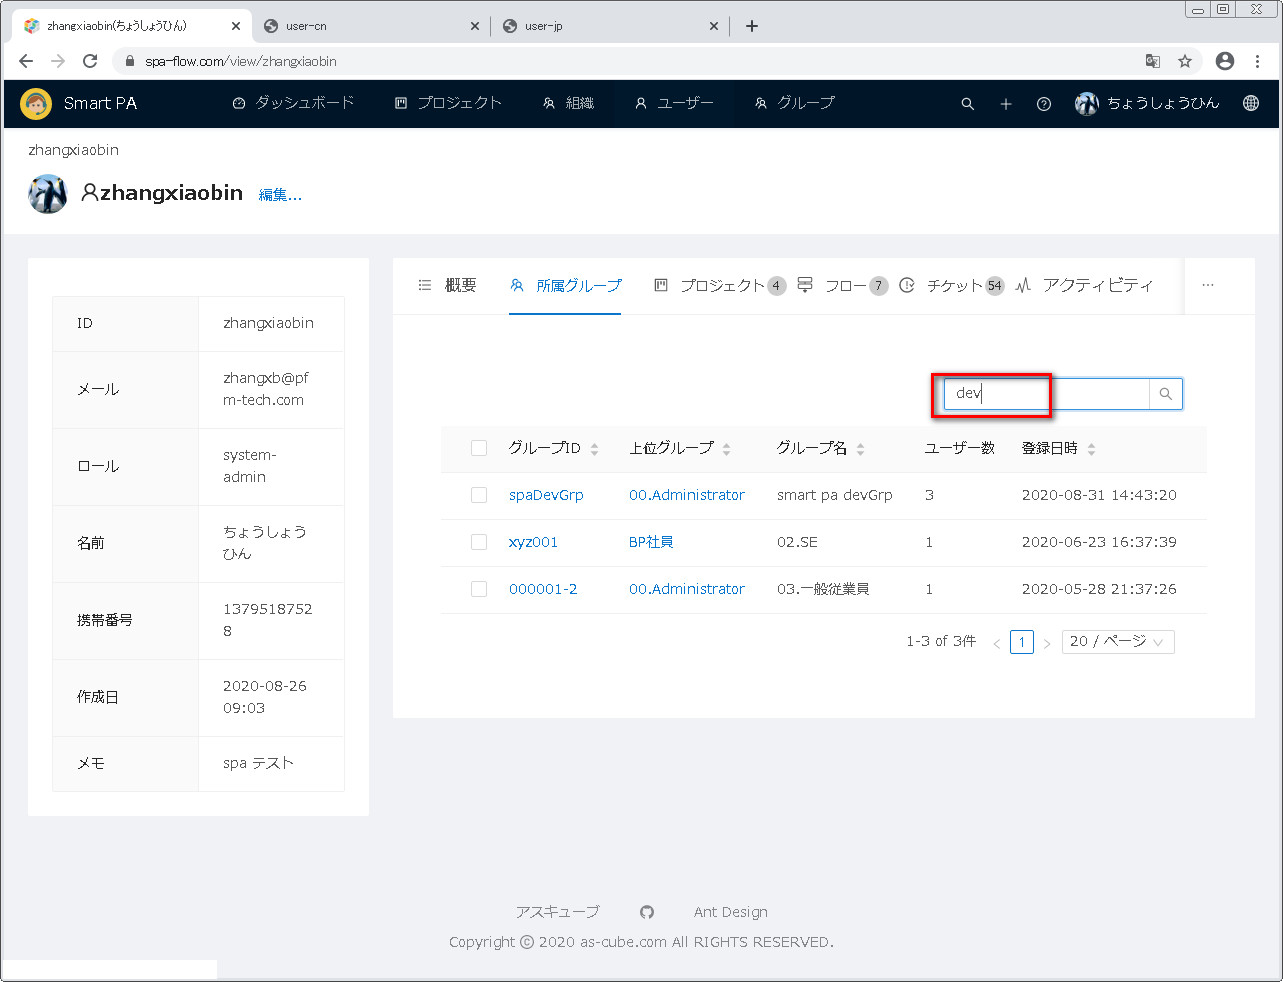 zhangxiaobin(ちょうしょうひん)
user-cn
user-jp
spa-flow.com/view/zhangxiaobin
Smart PA ダッシュボード プロジェクト 組織 ユーザー グループ ちょうしょうひん
zhangxiaobin
zhangxiaobin 編集...
ID zhangxiaobin
メール zhangxb@pf
m-tech.com
ロール system-
admin
名前 ちょうしょう
ひん
携帯番号 1379518752
8
作成日 2020-08-26
09:03
メモ spa テスト
概要 所属グループ プロジェクト 4 フロー 7 チケット 54 アクティビティ ...
dev
グループID 上位グループ グループ名 ユーザー数 登録日時
spaDevGrp 00.Administrator smart pa devGrp 3 2020-08-31 14:43:20
xyz001 BP社員 02.SE 1 2020-06-23 16:37:39
000001-2 00.Administrator 03.一般従業員 1 2020-05-28 21:37:26
1-3 of 3件 < 1 > 20 / ページ
アスキューブ Ant Design
Copyright © 2020 as-cube.com All RIGHTS RESERVED.